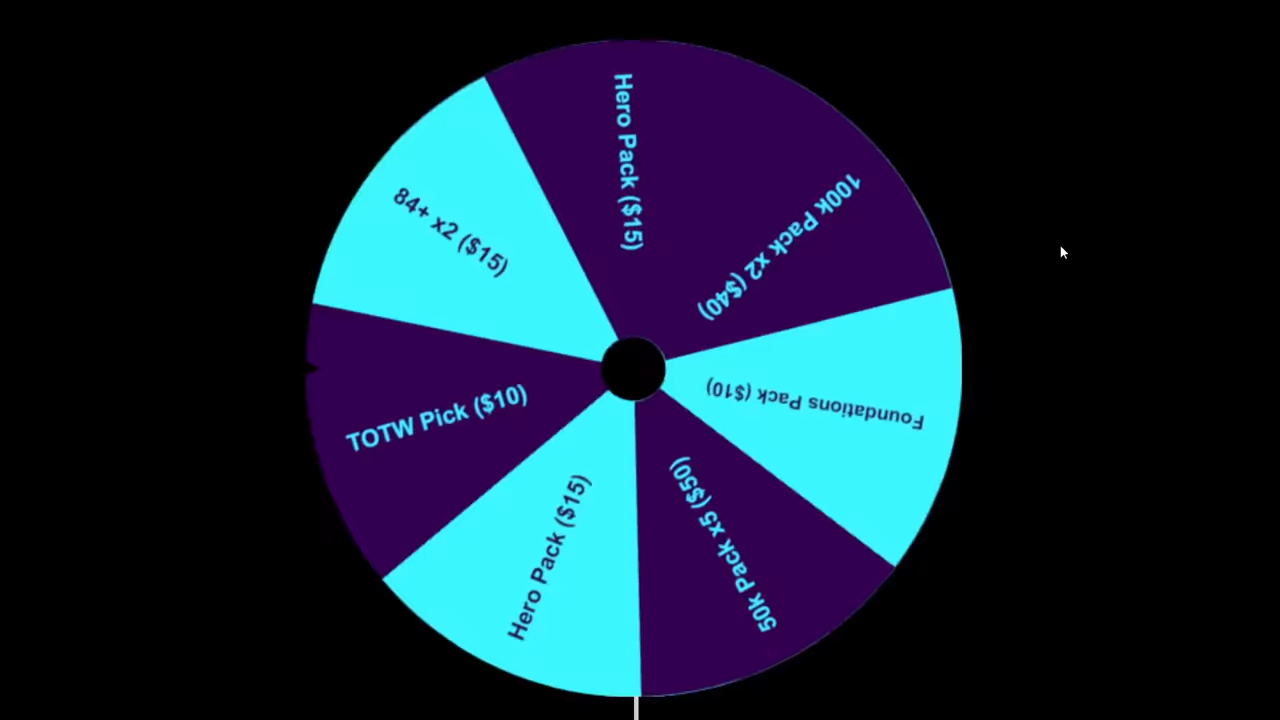 Hero Pack ($15)
100k Pack x2 ($40)
84+ x2 ($15)
Foundations Pack ($10)
TOTW Pick ($10)
50k Pack x5 ($50)
Hero Pack ($15)